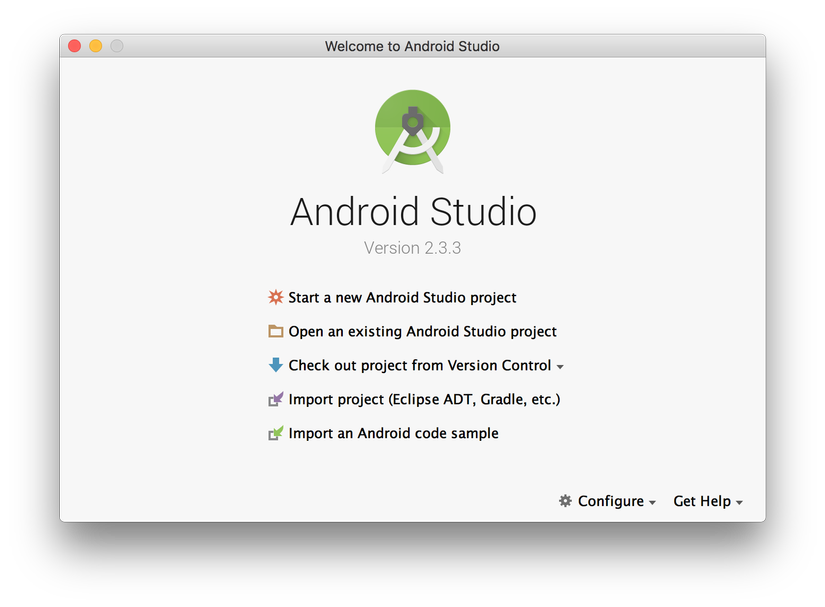 Welcome to Android Studio
Android Studio
Version 2.3.3
Start a new Android Studio project
Open an existing Android Studio project
Check out project from Version Control
Import project (Eclipse ADT, Gradle, etc.)
Import an Android code sample
Configure Get Help